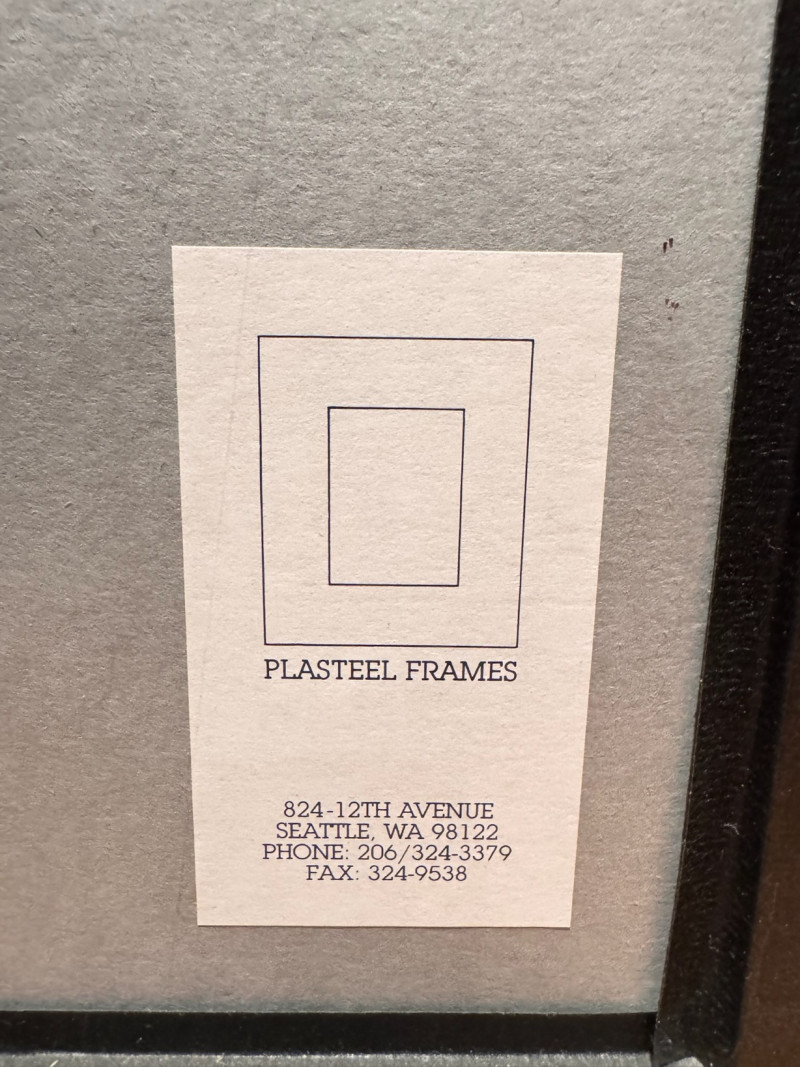 PLASTEEL FRAMES
824-12TH AVENUE
SEATTLE, WA 98122
PHONE: 206/324-3379
FAX: 324-9538